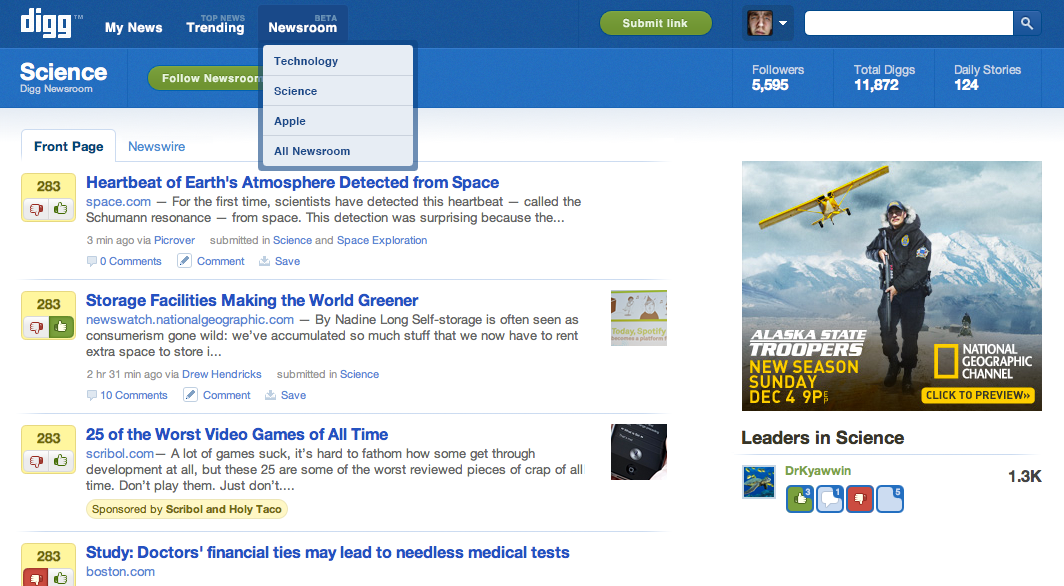 digg™
My News
TOP NEWS
Trending
BETA
Newsroom
Submit link
Technology
Science
Apple
All Newsroom
Science
Digg Newsroom
Follow Newsroom
Followers
5,595
Total Diggs
11,872
Daily Stories
124
Front Page
Newswire
283
Heartbeat of Earth's Atmosphere Detected from Space
space.com — For the first time, scientists have detected this heartbeat — called the
Schumann resonance — from space. This detection was surprising because the...
3 min ago via Picrover submitted in Science and Space Exploration
0 Comments Comment Save
283
Storage Facilities Making the World Greener
newswatch.nationalgeographic.com — By Nadine Long Self-storage is often seen as
consumerism gone wild: we've accumulated so much stuff that we now have to rent
extra space to store i...
2 hr 31 min ago via Drew Hendricks submitted in Science
10 Comments Comment Save
Today, Spotify
becomes a platform
283
25 of the Worst Video Games of All Time
scribol.com— A lot of games suck, it's hard to fathom how some get through
development at all, but these 25 are some of the worst reviewed pieces of crap of all
time. Don't play them. Just don't....
Sponsored by Scribol and Holy Taco
283
Study: Doctors' financial ties may lead to needless medical tests
boston.com
ALASKA STATE
TROOPERS
NEW SEASON
SUNDAY
DEC 4 9PEP
NATIONAL
GEOGRAPHIC
CHANNEL
CLICK TO PREVIEW»
Leaders in Science
DrKyawwin
1.3K
3
1
5